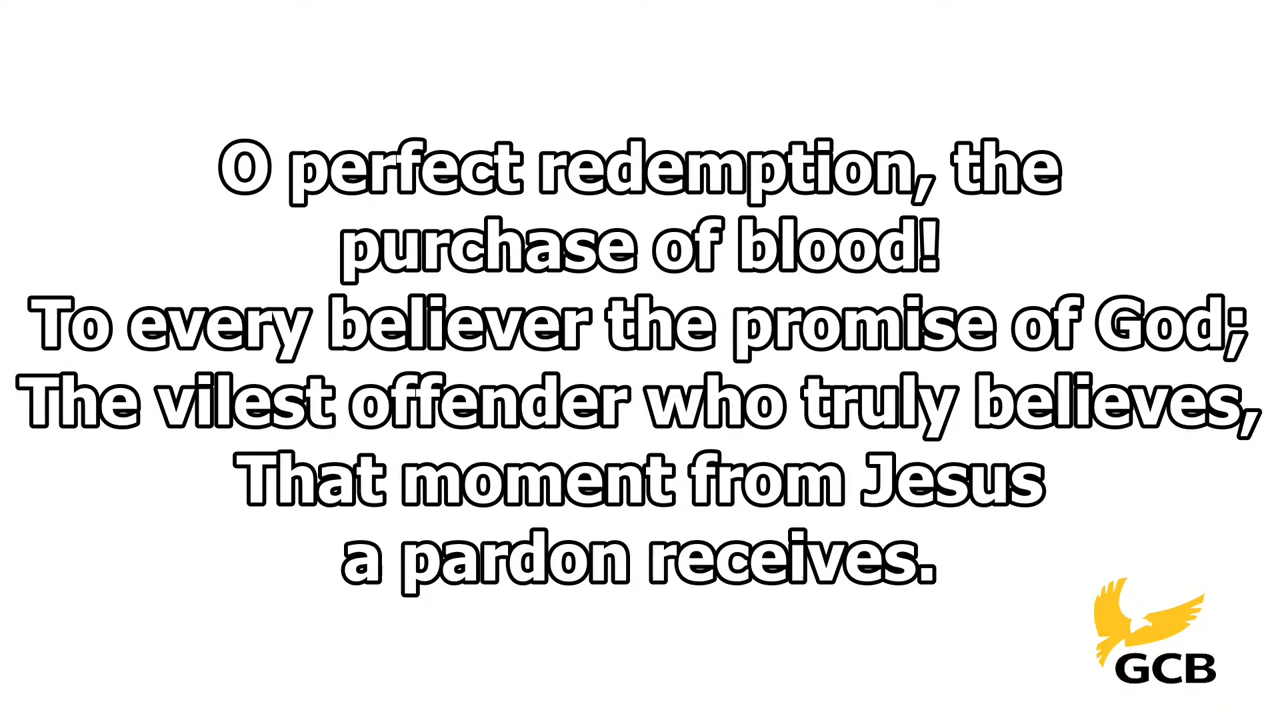 O perfect redemption, the
purchase of blood!
To every believer the promise of God;
The vilest offender who truly believes,
That moment from Jesus
a pardon receives.
GCB